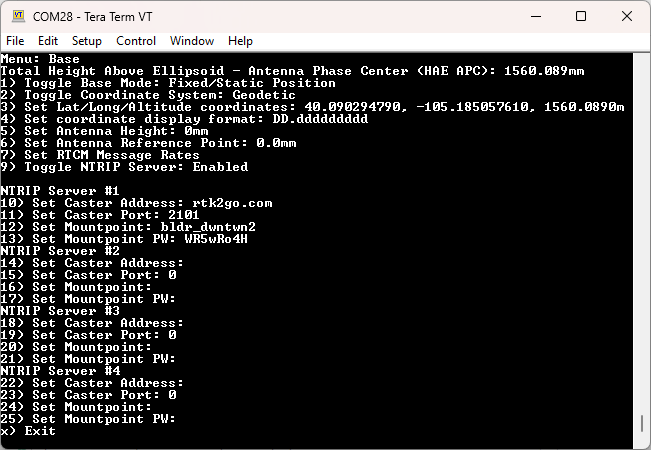 COM28 - Tera Term VT
File Edit Setup Control Window Help
Menu: Base
Total Height Above Ellipsoid - Antenna Phase Center (HAE APC): 1560.089mm
1) Toggle Base Mode: Fixed/Static Position
2) Toggle Coordinate System: Geodetic
3) Set Lat/Long/Altitude coordinates: 40.090294790, -105.185057610, 1560.0890m
4) Set coordinate display format: DD.ddddddddd
5) Set Antenna Height: 0mm
6) Set Antenna Reference Point: 0.0mm
7) Set RTCM Message Rates
9) Toggle NTRIP Server: Enabled
NTRIP Server #1
10) Set Caster Address: rtk2go.com
11) Set Caster Port: 2101
12) Set Mountpoint: bldr_dwntwn2
13) Set Mountpoint PW: WR5wRo4H
NTRIP Server #2
14) Set Caster Address:
15) Set Caster Port: 0
16) Set Mountpoint:
17) Set Mountpoint PW:
NTRIP Server #3
18) Set Caster Address:
19) Set Caster Port: 0
20) Set Mountpoint:
21) Set Mountpoint PW:
NTRIP Server #4
22) Set Caster Address:
23) Set Caster Port: 0
24) Set Mountpoint:
25) Set Mountpoint PW:
x) Exit